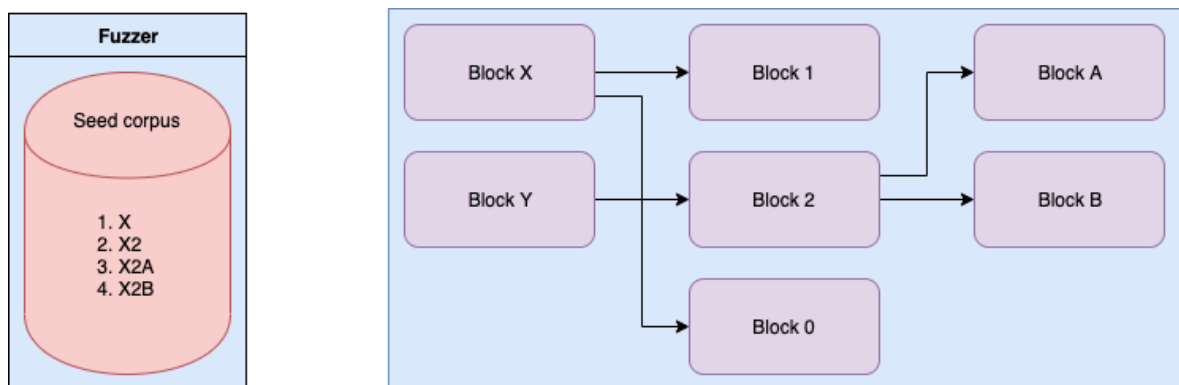 Fuzzer
Seed corpus
1. X
2. X2
3. X2A
4. X2B
Block X
Block 1
Block A
Block Y
Block 2
Block B
Block 0